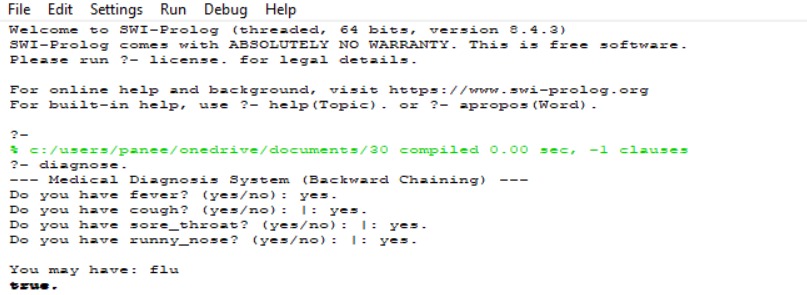 File Edit Settings Run Debug Help
Welcome to SWI-Prolog (threaded, 64 bits, version 8.4.3)
SWI-Prolog comes with ABSOLUTELY NO WARRANTY. This is free software.
Please run ?- license. for legal details.
For online help and background, visit https://www.swi-prolog.org
For built-in help, use ?- help(Topic). or ?- apropos(Word).
?-
% c:/users/panee/onedrive/documents/30 compiled 0.00 sec, -1 clauses
?- diagnose.
--- Medical Diagnosis System (Backward Chaining) ---
Do you have fever? (yes/no): yes.
Do you have cough? (yes/no): |: yes.
Do you have sore_throat? (yes/no): |: yes.
Do you have runny_nose? (yes/no): |: yes.
You may have: flu
true.